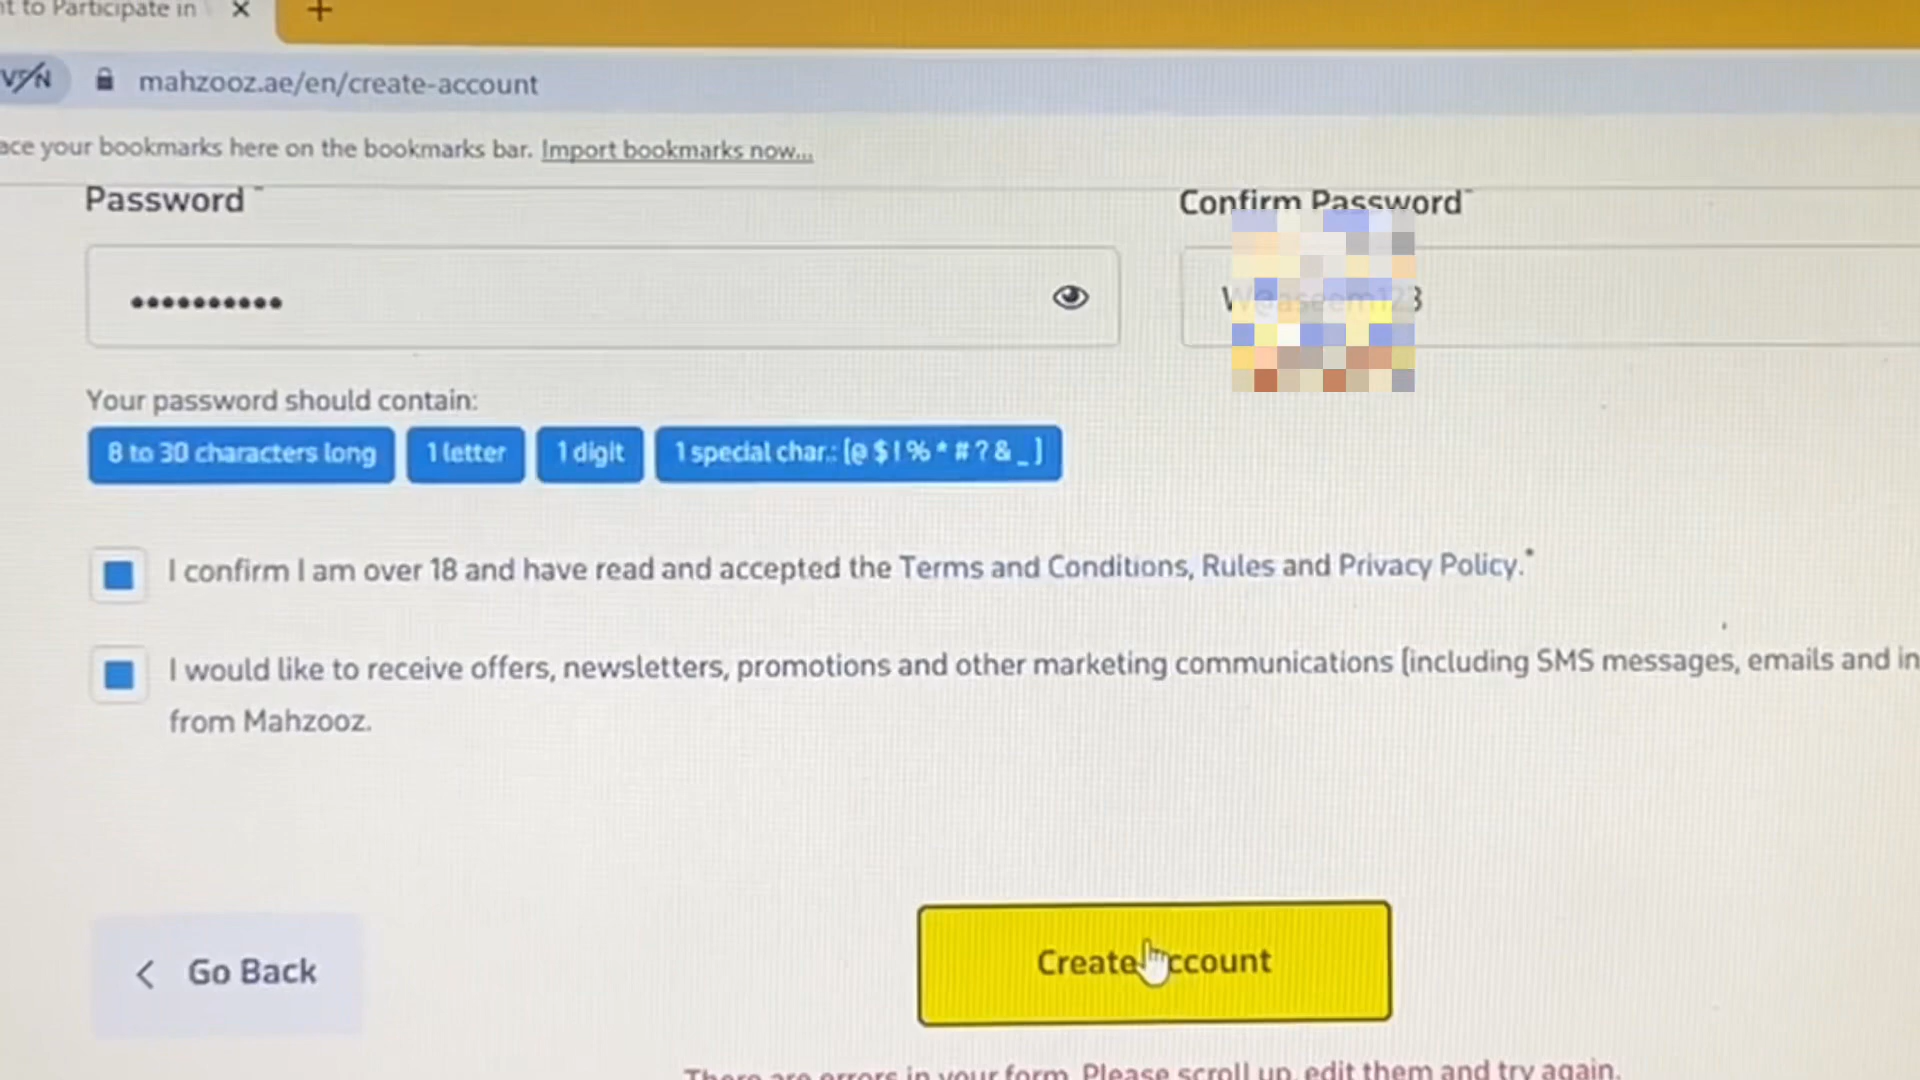 t to Participate in
VPN mahzooz.ae/en/create-account
ace your bookmarks here on the bookmarks bar. Import bookmarks now...
Password * Confirm Password*
••••••••••
Your password should contain:
8 to 30 characters long 1 letter 1 digit 1 special char.: [@ $ ! % * # ? & _ ]
I confirm I am over 18 and have read and accepted the Terms and Conditions, Rules and Privacy Policy.*
I would like to receive offers, newsletters, promotions and other marketing communications (including SMS messages, emails and in
from Mahzooz.
Go Back Create Account
There are errors in your form. Please scroll up, edit them and try again.